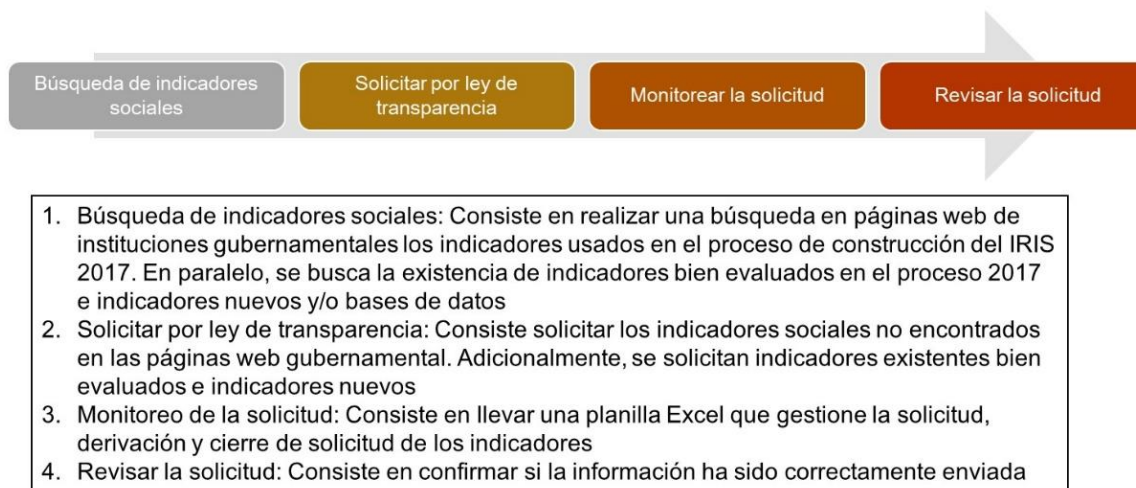 Búsqueda de indicadores
sociales
Solicitar por ley de
transparencia
Monitorear la solicitud
Revisar la solicitud
1. Búsqueda de indicadores sociales: Consiste en realizar una búsqueda en páginas web de
instituciones gubernamentales los indicadores usados en el proceso de construcción del IRIS
2017. En paralelo, se busca la existencia de indicadores bien evaluados en el proceso 2017
e indicadores nuevos y/o bases de datos
2. Solicitar por ley de transparencia: Consiste solicitar los indicadores sociales no encontrados
en las páginas web gubernamental. Adicionalmente, se solicitan indicadores existentes bien
evaluados e indicadores nuevos
3. Monitoreo de la solicitud: Consiste en llevar una planilla Excel que gestione la solicitud,
derivación y cierre de solicitud de los indicadores
4. Revisar la solicitud: Consiste en confirmar si la información ha sido correctamente enviada